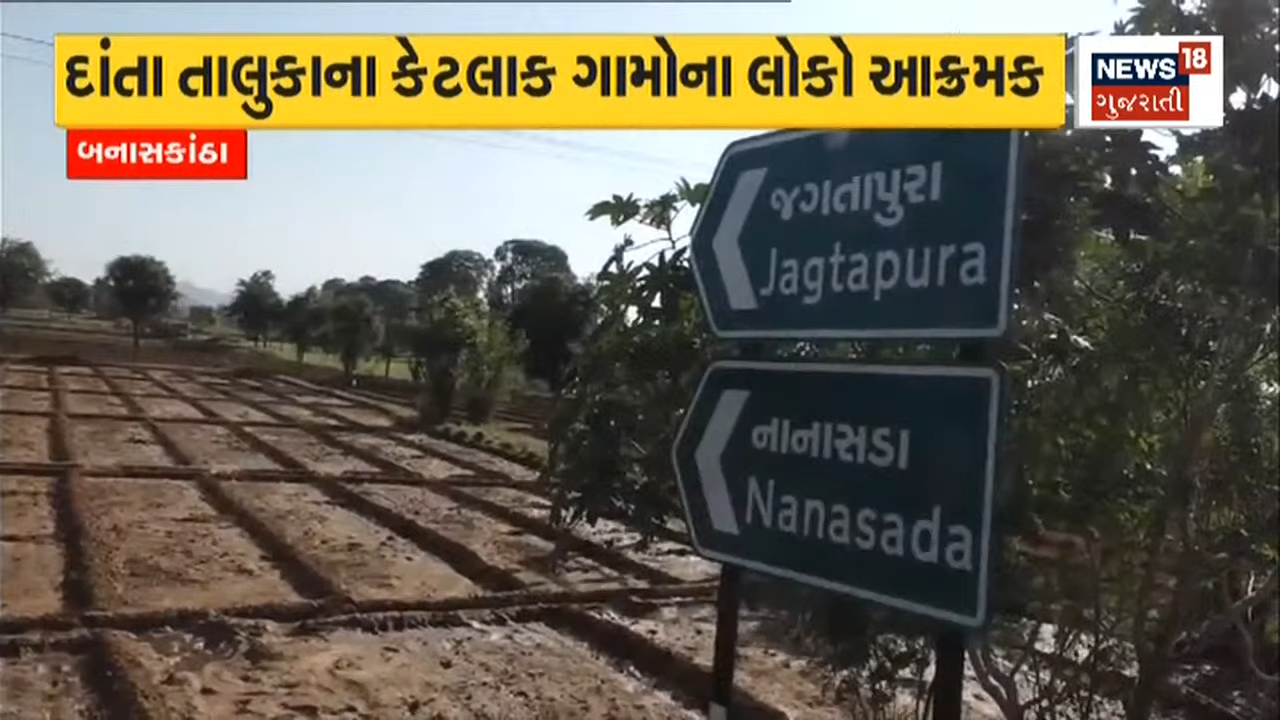 દાંતા તાલુકાના કેટલાક ગામોના લોકો આક્રમક
NEWS 18
ગુજરાતી
બનાસકાંઠા
જગતાપુરા
Jagtapura
નાનાસડા
Nanasada